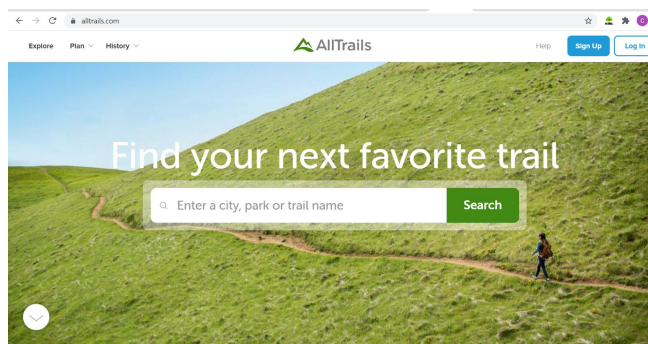 alltrails.com
Explore Plan History AllTrails Help Sign Up Log In
Find your next favorite trail
Enter a city, park or trail name Search